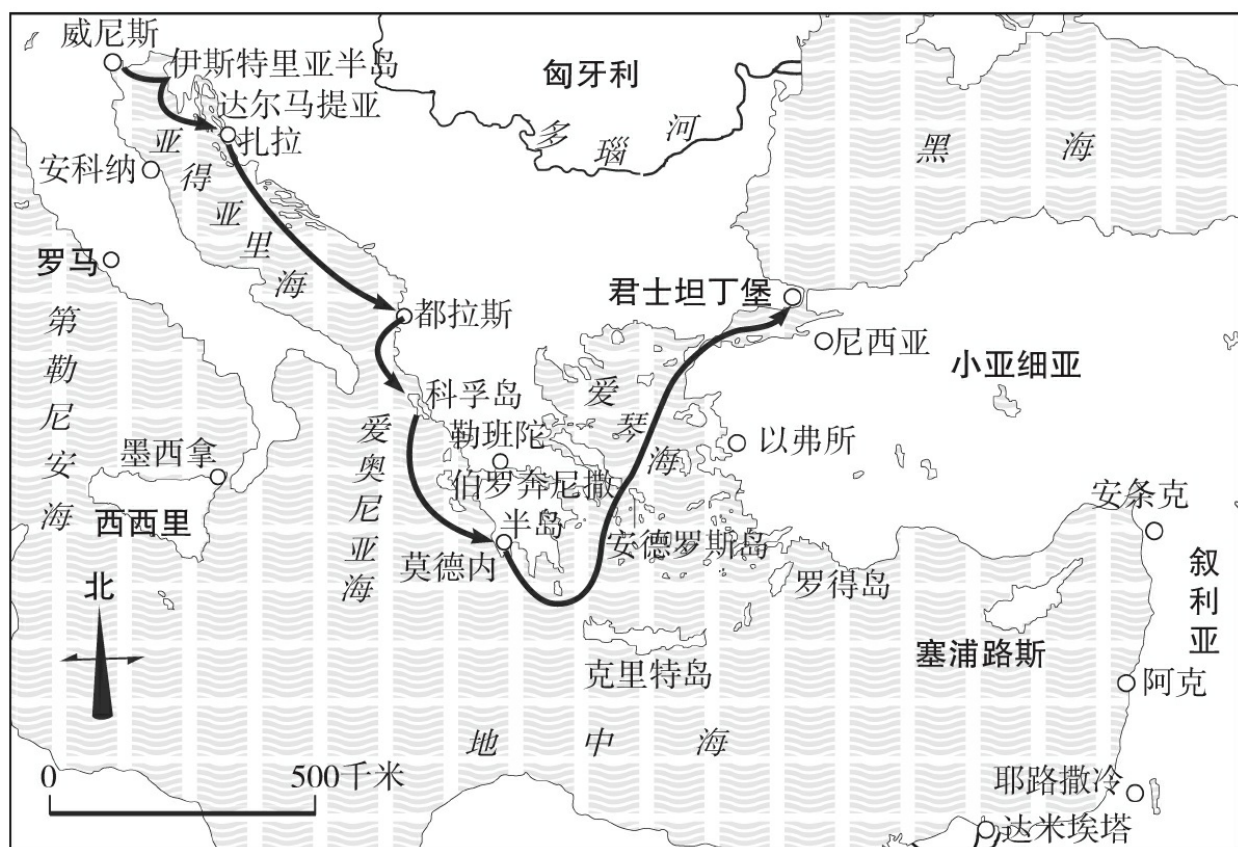 威尼斯
伊斯特里亚半岛
达尔马提亚
扎拉
匈牙利
多瑙河
黑海
安科纳
亚得亚里海
罗马
第勒尼安海
都拉斯
君士坦丁堡
尼西亚
小亚细亚
科孚岛
勒班陀
伯罗奔尼撒
半岛
爱琴海
以弗所
墨西拿
西西里
爱奥尼亚海
莫德内
安德罗斯岛
罗得岛
安条克
叙利亚
塞浦路斯
克里特岛
阿克
北
地中海
耶路撒冷
达米埃塔
0
500千米